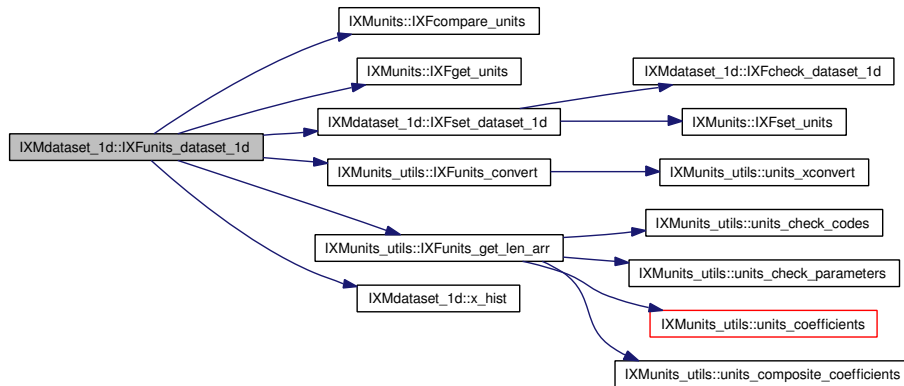 IXMunits::IXFcompare_units
IXMunits::IXFget_units
IXMdataset_1d::IXFcheck_dataset_1d
IXMdataset_1d::IXFset_dataset_1d
IXMunits::IXFset_units
IXMdataset_1d::IXFunits_dataset_1d
IXMunits_utils::IXFunits_convert
IXMunits_utils::units_xconvert
IXMunits_utils::units_check_codes
IXMunits_utils::IXFunits_get_len_arr
IXMunits_utils::units_check_parameters
IXMdataset_1d::x_hist
IXMunits_utils::units_coefficients
IXMunits_utils::units_composite_coefficients